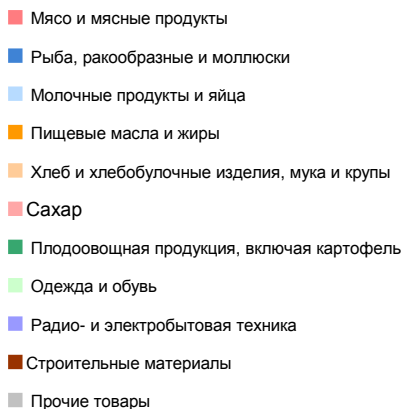 Мясо и мясные продукты
Рыба, ракообразные и моллюски
Молочные продукты и яйца
Пищевые масла и жиры
Хлеб и хлебобулочные изделия, мука и крупы
Сахар
Плодоовощная продукция, включая картофель
Одежда и обувь
Радио- и электробытовая техника
Строительные материалы
Прочие товары